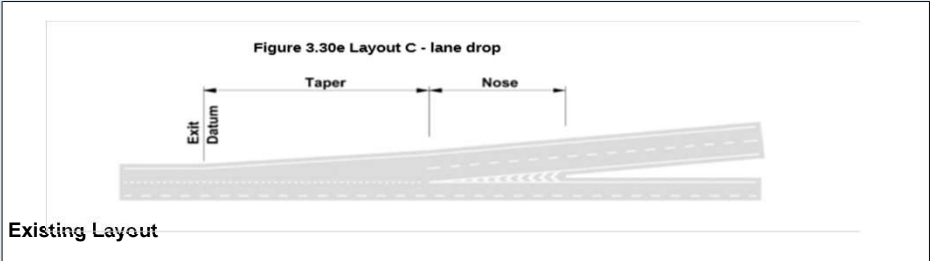 Figure 3.30e Layout C - lane drop
Taper
Nose
Exit
Datum
Existing Layout